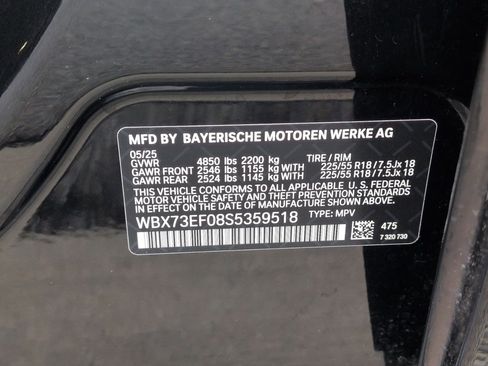 MFD BY BAYERISCHE MOTOREN WERKE AG
05/25
GVWR 4850 lbs 2200 kg TIRE / RIM
GAWR FRONT 2546 lbs 1155 kg WITH 225/55 R18 / 7.5Jx 18
GAWR REAR 2524 lbs 1145 kg WITH 225/55 R18 / 7.5Jx 18
THIS VEHICLE CONFORMS TO ALL APPLICABLE U. S. FEDERAL
MOTOR VEHICLE SAFETY AND THEFT PREVENTION STANDARDS
IN EFFECT ON THE DATE OF MANUFACTURE SHOWN ABOVE.
WBX73EF08S5359518 TYPE: MPV
475
7 320 730